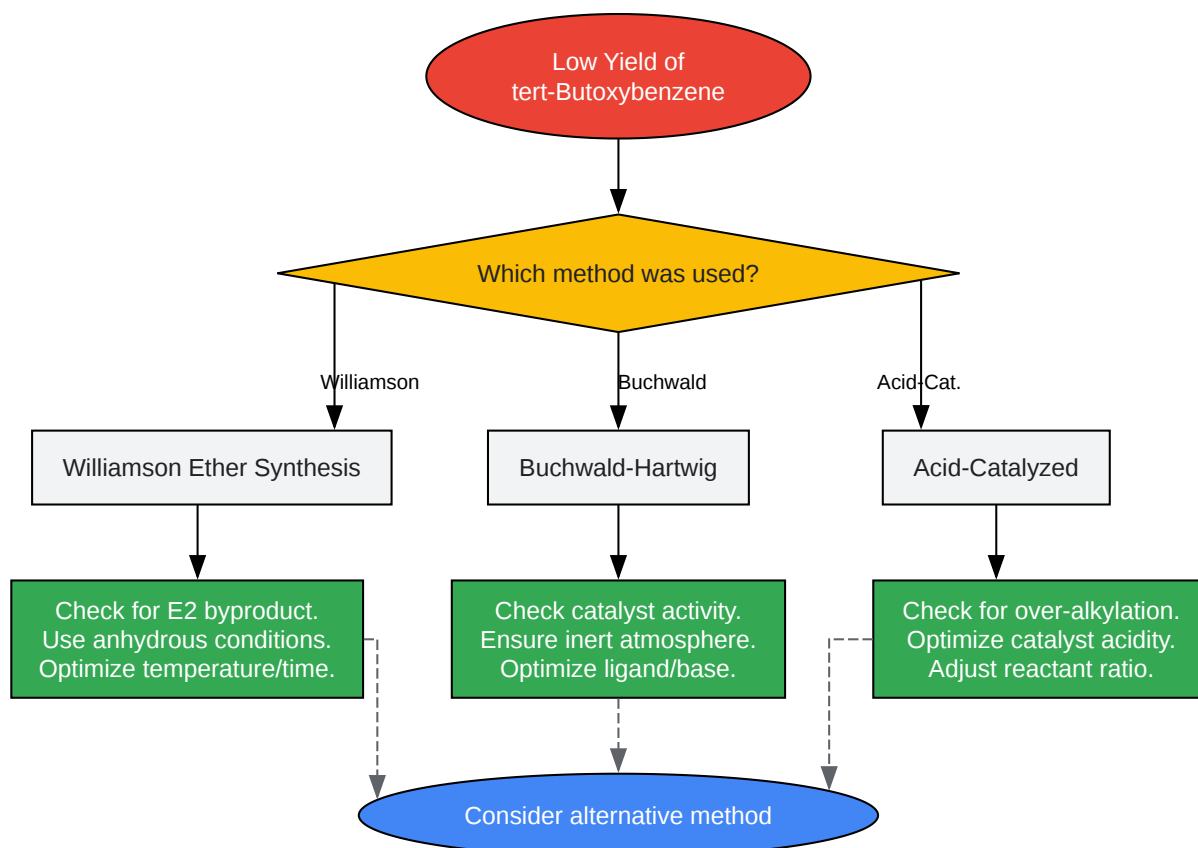 Low Yield of
tert-Butoxybenzene
Which method was used?
Williamson
Buchwald
Acid-Cat.
Williamson Ether Synthesis
Buchwald-Hartwig
Acid-Catalyzed
Check for E2 byproduct.
Use anhydrous conditions.
Optimize temperature/time.
Check catalyst activity.
Ensure inert atmosphere.
Optimize ligand/base.
Check for over-alkylation.
Optimize catalyst acidity.
Adjust reactant ratio.
Consider alternative method